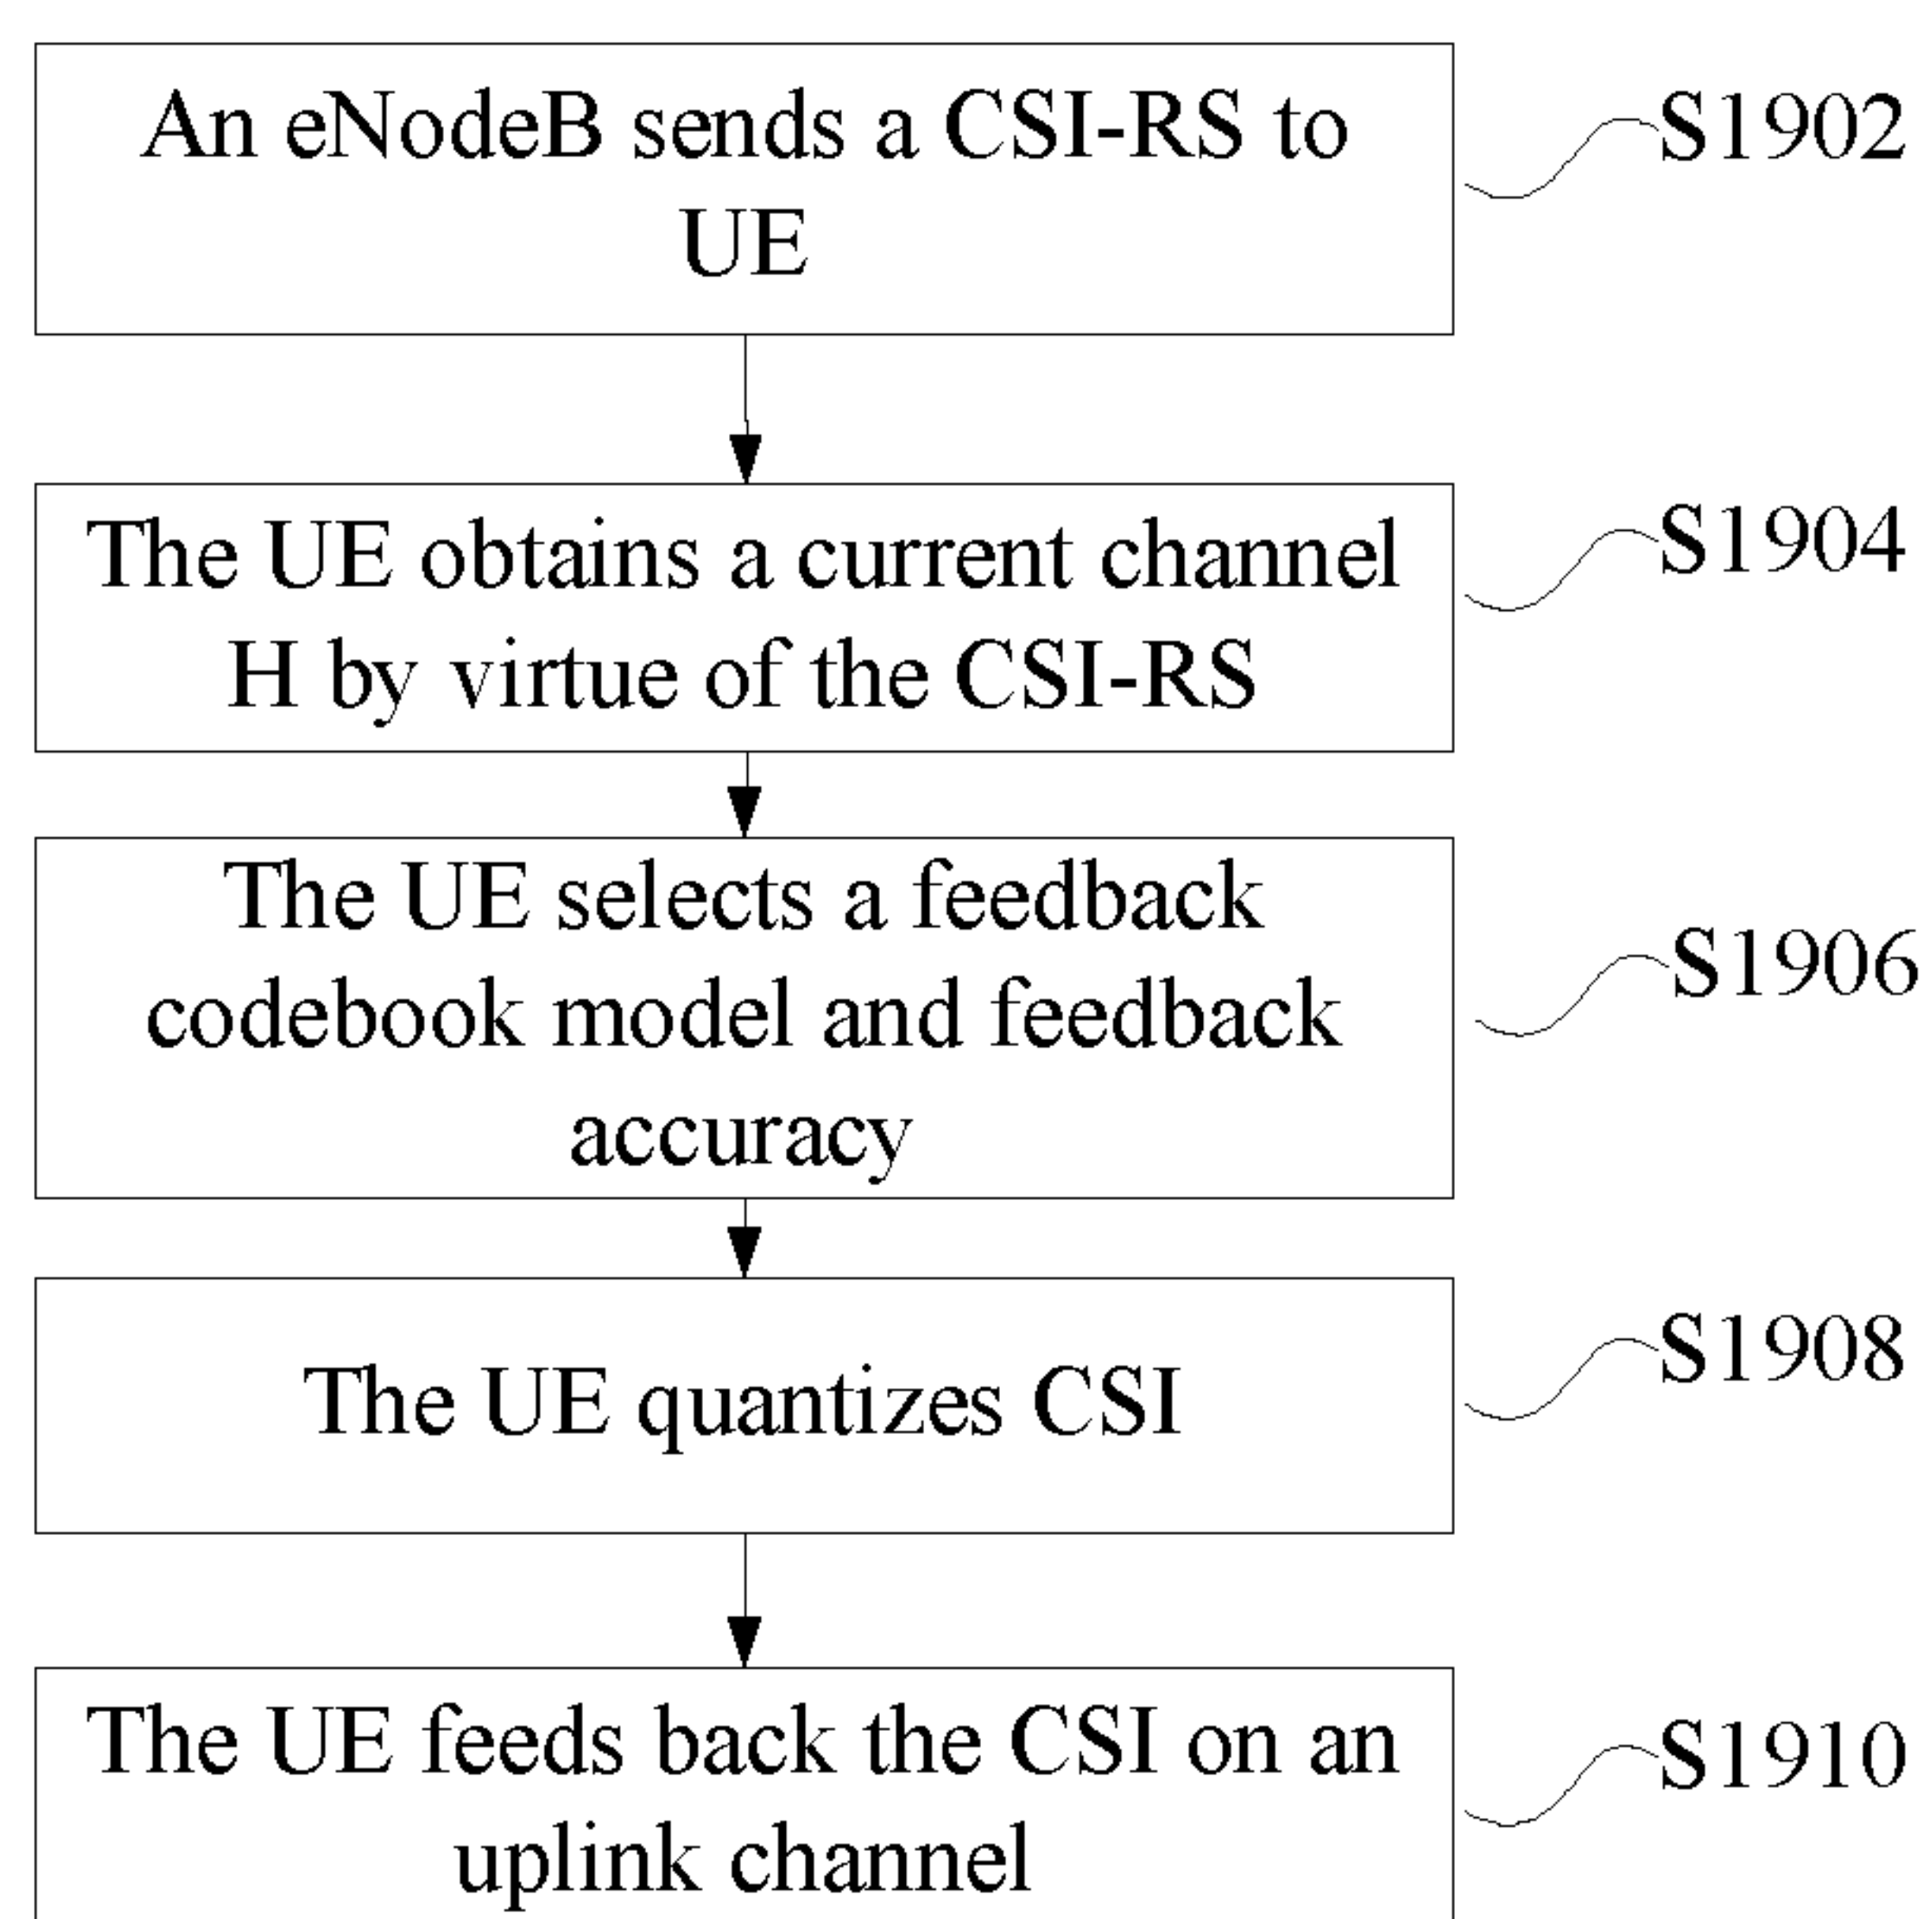 An eNodeB sends a CSI-RS to
UE
S1902
The UE obtains a current channel
H by virtue of the CSI-RS
S1904
The UE selects a feedback
codebook model and feedback
accuracy
S1906
The UE quantizes CSI
S1908
The UE feeds back the CSI on an
uplink channel
S1910